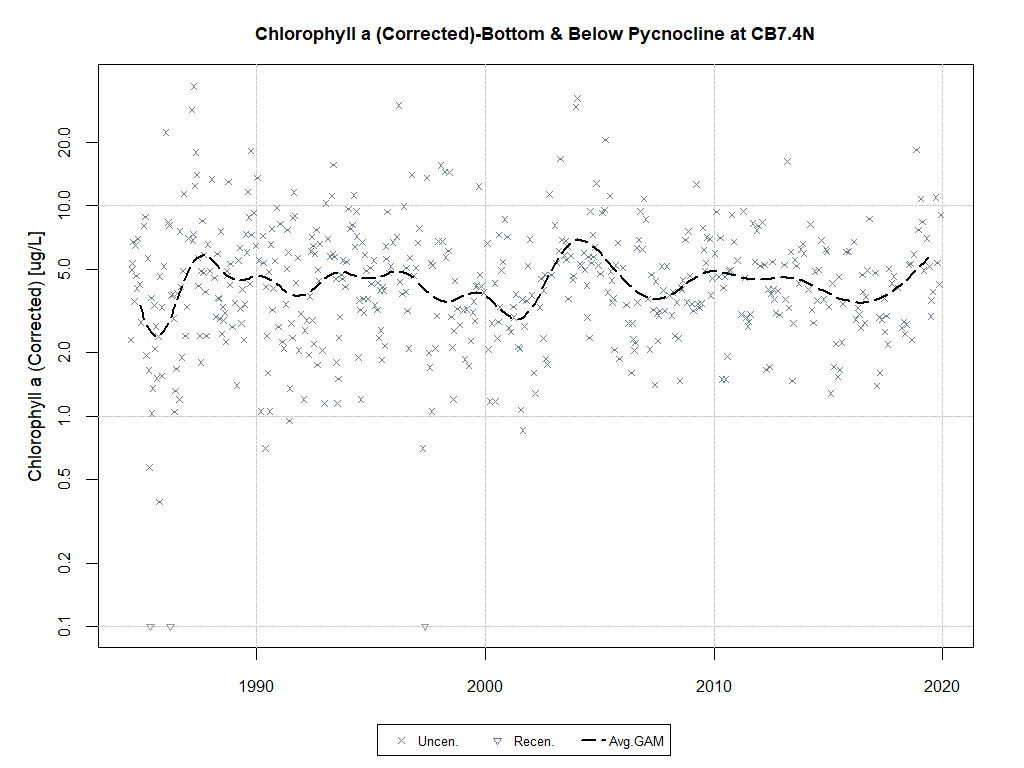 Chlorophyll a (Corrected)-Bottom & Below Pycnocline at CB7.4N
Chlorophyll a (Corrected) [ug/L]
20.0
10.0
5.0
2.0
1.0
0.5
0.2
0.1
1990 2000 2010 2020
Uncen. Recen. Avg.GAM